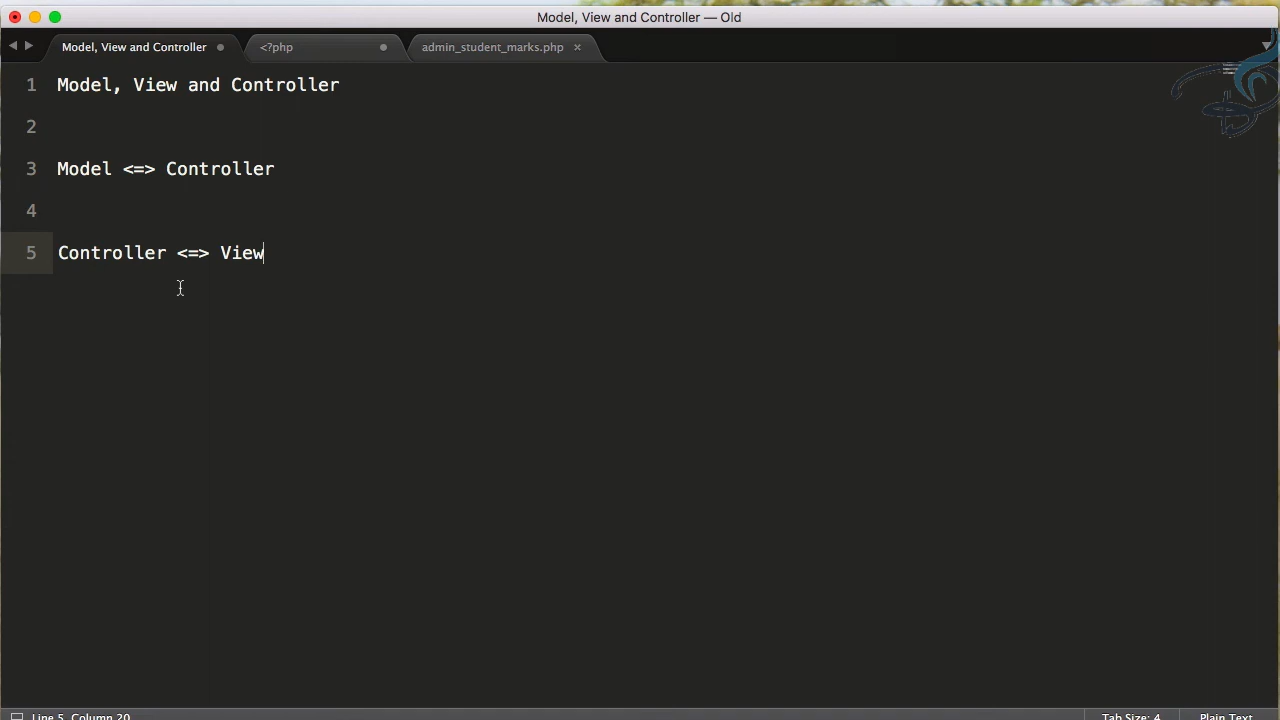 Model, View and Controller — Old
Model, View and Controller
<?php
admin_student_marks.php
1 Model, View and Controller
2
3 Model <=> Controller
4
5 Controller <=> View
Line 5, Column 20
Tab Size: 4
Plain Text